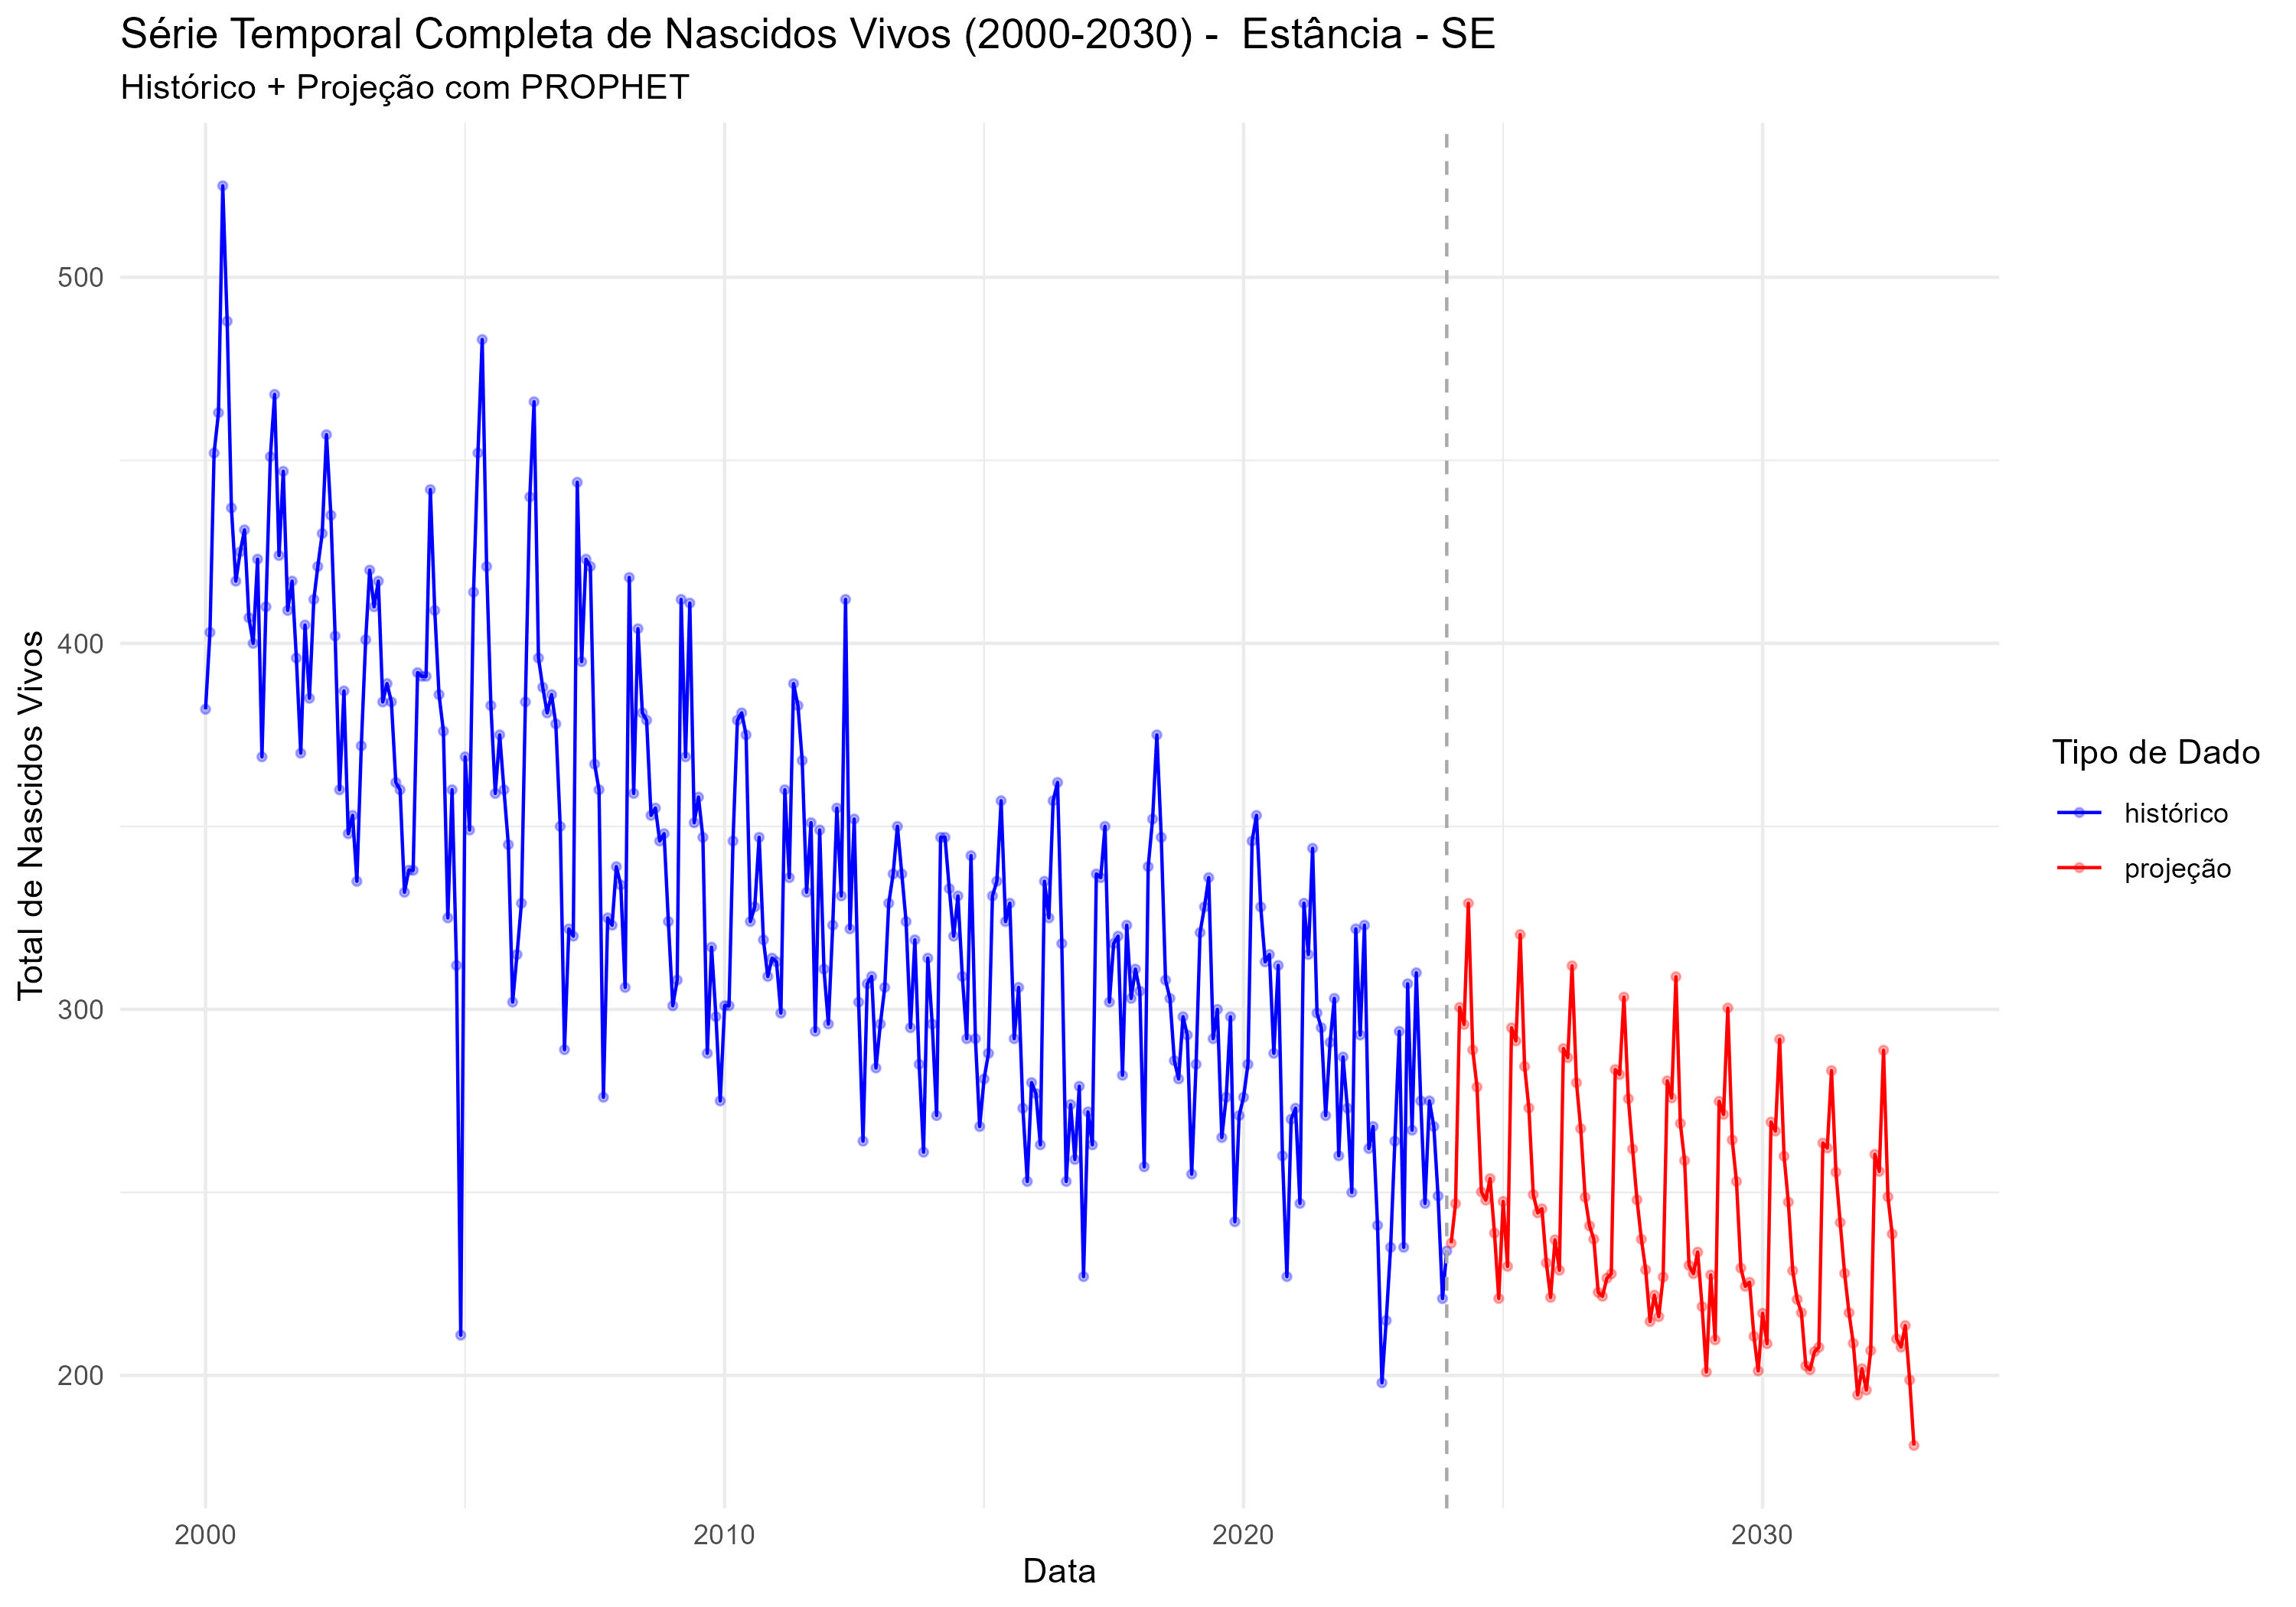 Série Temporal Completa de Nascidos Vivos (2000-2030) -  Estância - SE
Histórico + Projeção com PROPHET
Total de Nascidos Vivos
500
400
300
200
2000
2010
2020
2030
Data
Tipo de Dado
histórico
projeção